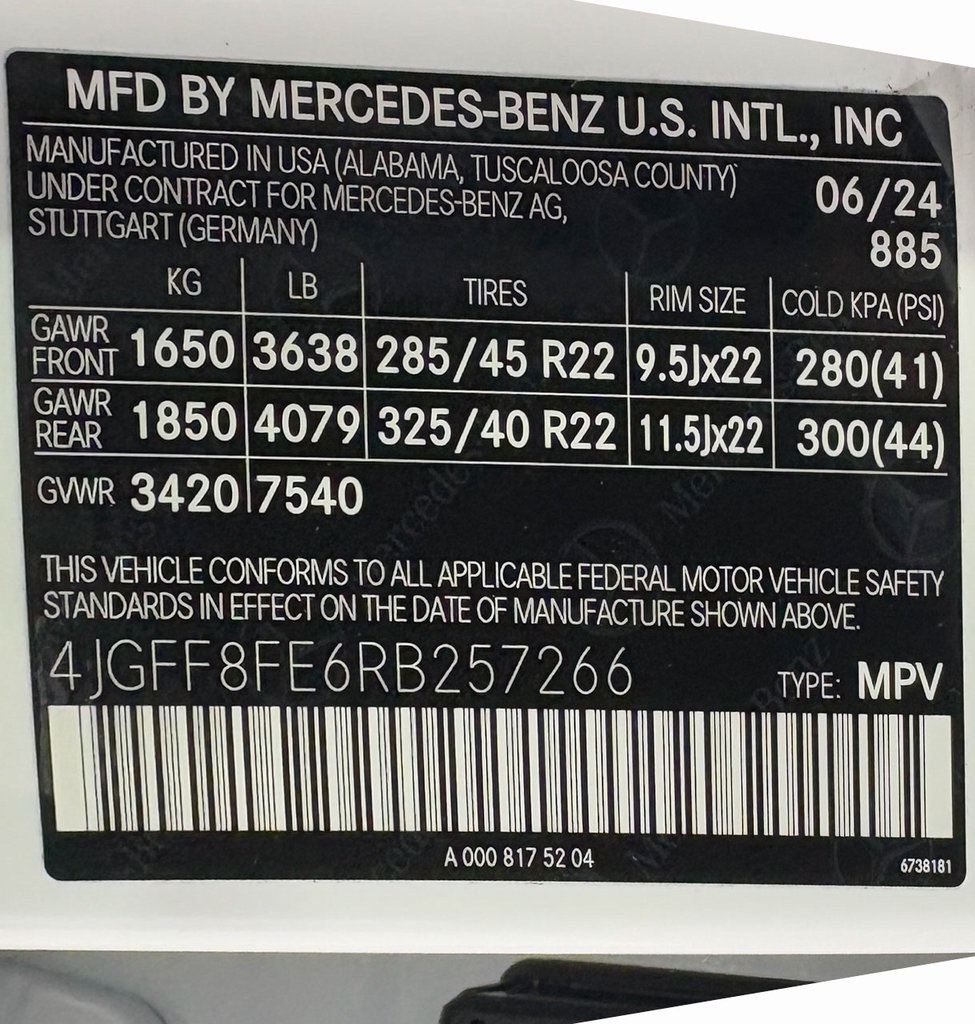 MFD BY MERCEDES-BENZ U.S. INTL., INC
MANUFACTURED IN USA (ALABAMA, TUSCALOOSA COUNTY)
UNDER CONTRACT FOR MERCEDES-BENZ AG,
STUTTGART (GERMANY)
06/24
885
KG LB TIRES RIM SIZE COLD KPA (PSI)
GAWR FRONT 1650 3638 285/45 R22 9.5Jx22 280(41)
GAWR REAR 1850 4079 325/40 R22 11.5Jx22 300(44)
GVWR 3420 7540
THIS VEHICLE CONFORMS TO ALL APPLICABLE FEDERAL MOTOR VEHICLE SAFETY
STANDARDS IN EFFECT ON THE DATE OF MANUFACTURE SHOWN ABOVE.
4JGFF8FE6RB257266 TYPE: MPV
A 000 817 52 04
6738181